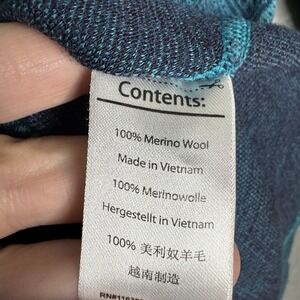 Contents:
100% Merino Wool
Made in Vietnam
100% Merinowolle
Hergestellt in Vietnam
100% 美利奴羊毛
越南制造